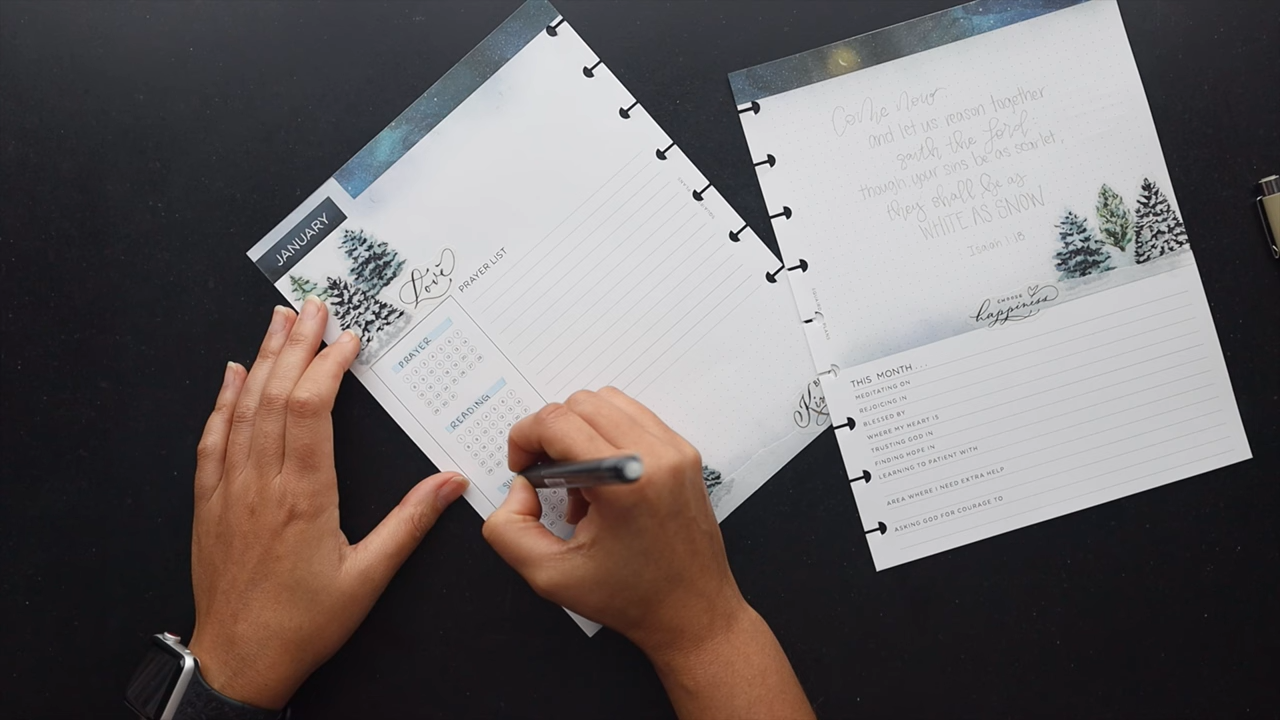 JANUARY
Love
PRAYER LIST
PRAYER
READING
Come now
and let us reason together
saith the Lord:
though your sins be as scarlet,
they shall be as
WHITE AS SNOW
Isaiah 1:18
CHOOSE
happiness
THIS MONTH...
MEDITATING ON
REJOICING IN
BLESSED BY
WHERE MY HEART IS
TRUSTING GOD IN
FINDING HOPE IN
LEARNING TO PATIENT WITH
AREA WHERE I NEED EXTRA HELP
ASKING GOD FOR COURAGE TO